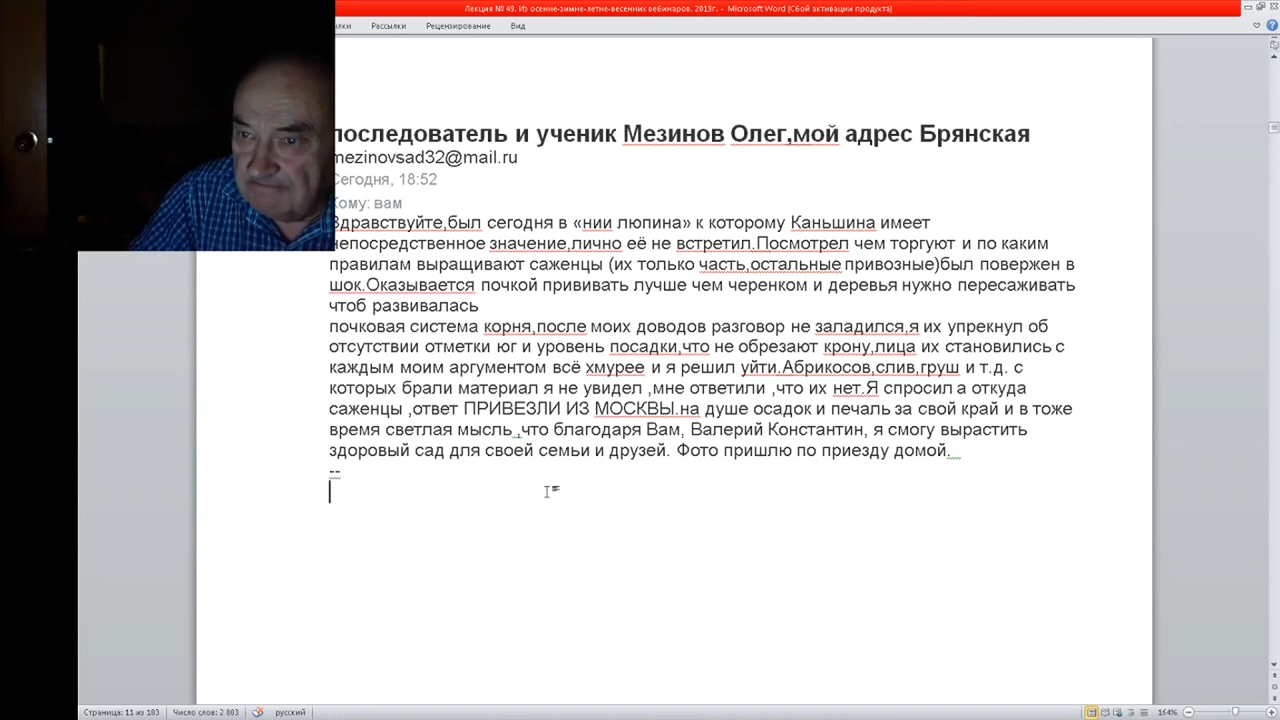 Лекция № 49. Из осенне-зимне-летне-весенних вебинаров. 2019г. - Microsoft Word (Сбой активации продукта)
Рассылки Рецензирование Вид
последователь и ученик Мезинов Олег,мой адрес Брянская
mezinovsad32@mail.ru
Сегодня, 18:52
Кому: вам
Здравствуйте,был сегодня в «нии люпина» к которому Каньшина имеет
непосредственное значение,лично её не встретил.Посмотрел чем торгуют и по каким
правилам выращивают саженцы (их только часть,остальные привозные)был повержен в
шок.Оказывается почкой прививать лучше чем черенком и деревья нужно пересаживать
чтоб развивалась
почковая система корня,после моих доводов разговор не заладился,я их упрекнул об
отсутствии отметки юг и уровень посадки,что не обрезают крону,лица их становились с
каждым моим аргументом всё хмурее и я решил уйти.Абрикосов,слив,груш и т.д. с
которых брали материал я не увидел ,мне ответили ,что их нет.Я спросил а откуда
саженцы ,ответ ПРИВЕЗЛИ ИЗ МОСКВЫ.на душе осадок и печаль за свой край и в тоже
время светлая мысль ,что благодаря Вам, Валерий Константин, я смогу вырастить
здоровый сад для своей семьи и друзей. Фото пришлю по приезду домой.
--
Страница: 11 из 103 Число слов: 2 803 русский 164%